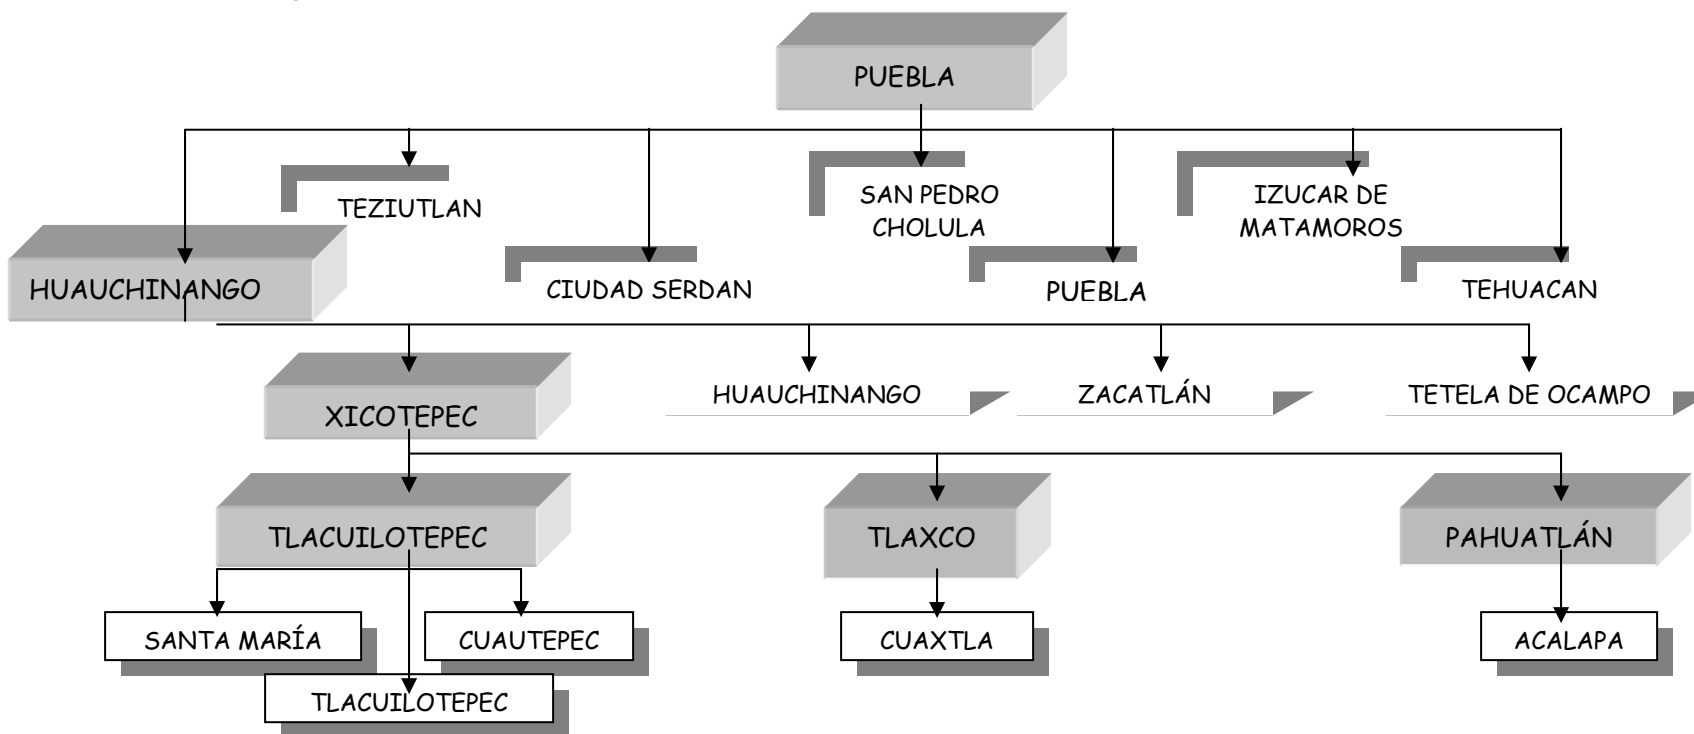 PUEBLA
TEZIUTLAN
SAN PEDRO
CHOLULA
IZUCAR DE
MATAMOROS
HUAUCHINANGO
CIUDAD SERDAN
PUEBLA
TEHUACAN
XICOTEPEC
HUAUCHINANGO
ZACATLÁN
TETELA DE OCAMPO
TLACUILOTEPEC
TLAXCO
PAHUATLÁN
SANTA MARÍA
CUAUTEPEC
CUAXTLA
ACALAPA
TLACUILOTEPEC